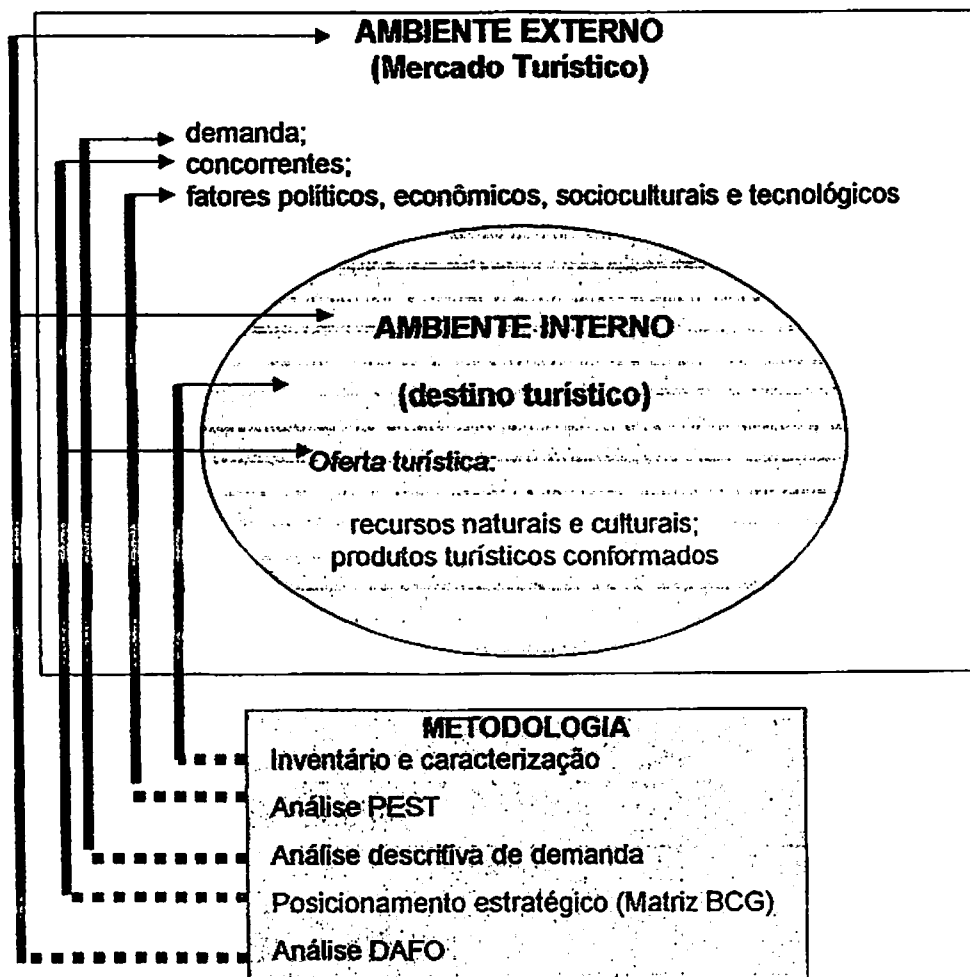 AMBIENTE EXTERNO
(Mercado Turístico)
demanda;
concorrentes;
fatores políticos, econômicos, socioculturais e tecnológicos
AMBIENTE INTERNO
(destino turístico)
Oferta turística:
recursos naturais e culturais;
produtos turísticos conformados
METODOLOGIA
Inventário e caracterização
Análise PEST
Análise descritiva de demanda
Posicionamento estratégico (Matriz BCG)
Análise DAFO